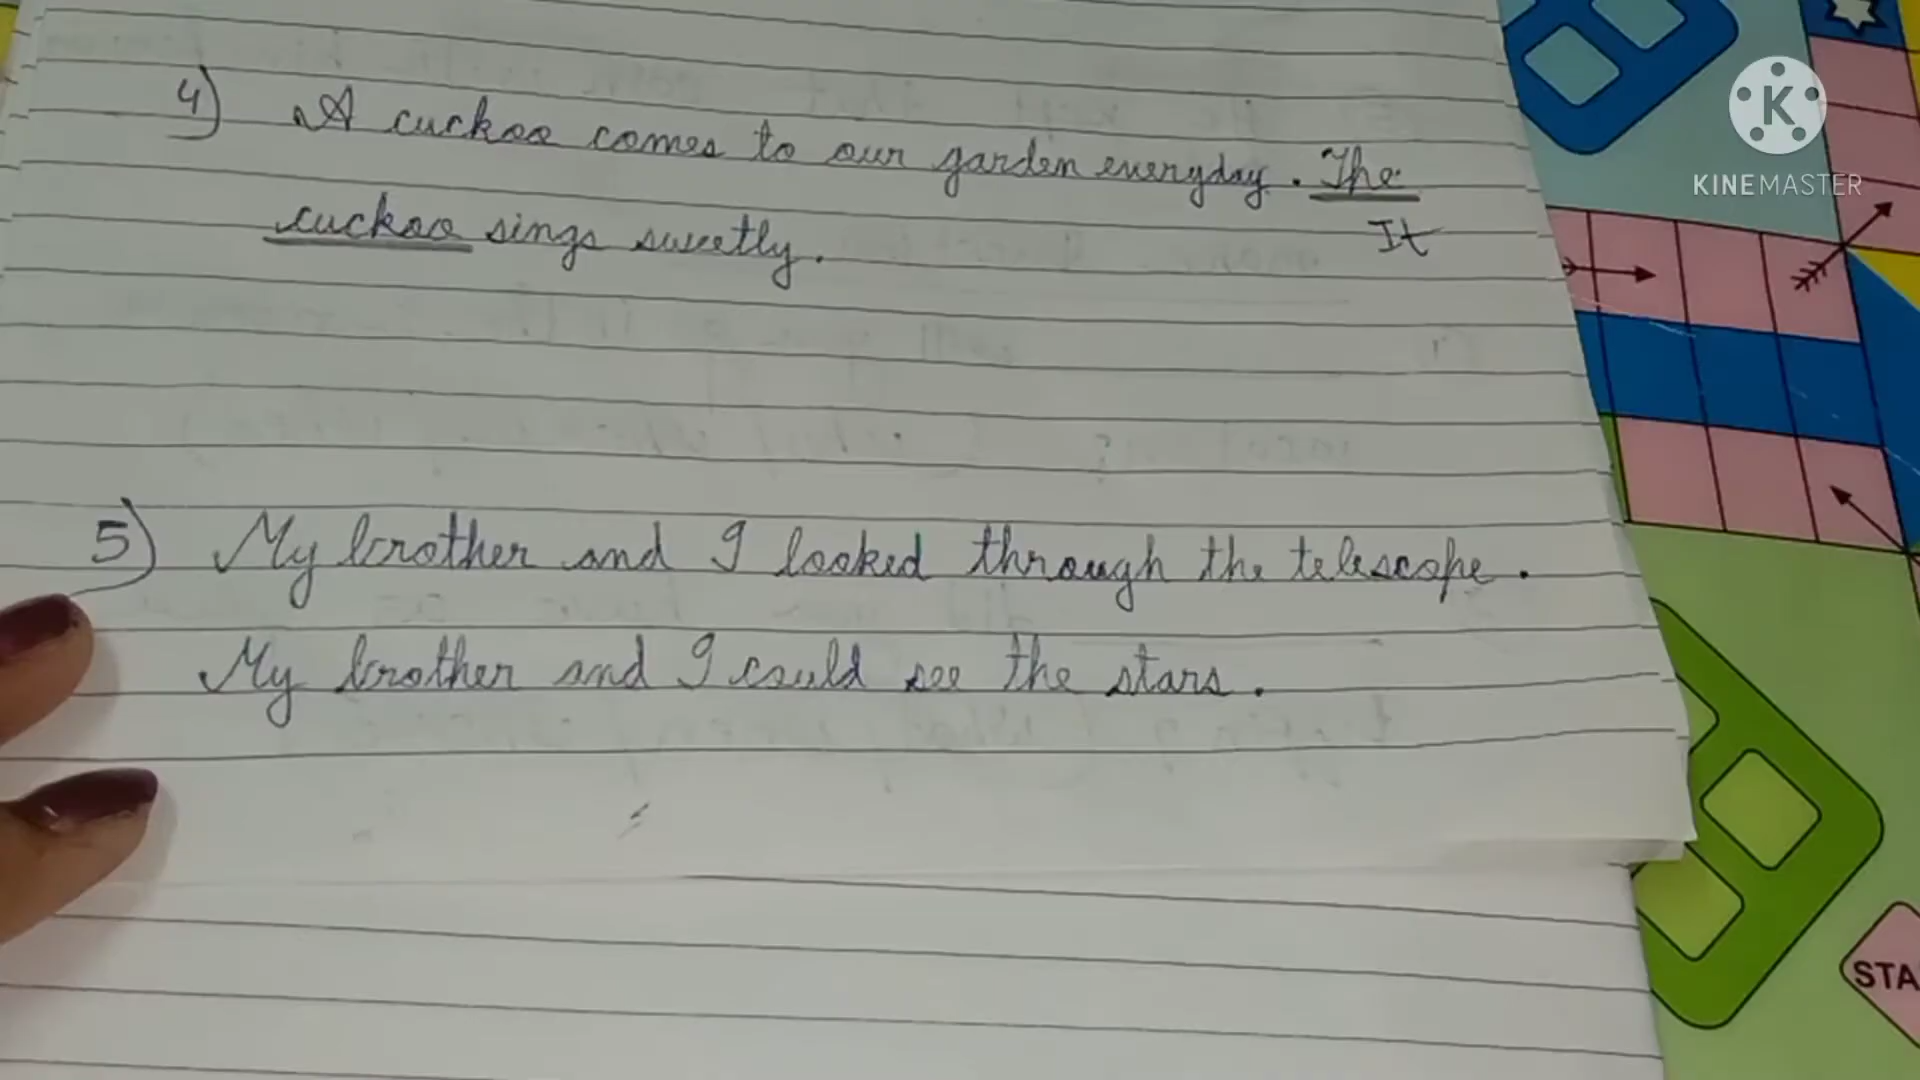 4) A cuckoo comes to our garden everyday. The
It
cuckoo sings sweetly.
5) My brother and I looked through the telescope.
My brother and I could see the stars.
K
KINEMASTER
STA